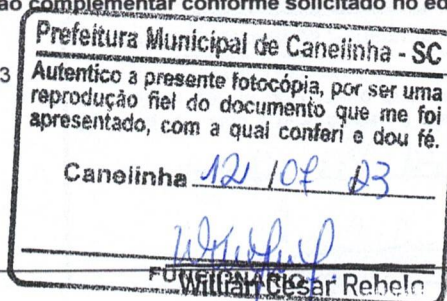 ão complementar conforme solicitado no ed
Prefeitura Municipal de Canelinha - SC
3
Autentico a presente fotocópia, por ser uma
reprodução fiel do documento que me foi
apresentado, com a qual conferi e dou fé.
Canelinha 12 / 07 23
FUNCIONÁRIO
Willian Cesar Rebelo